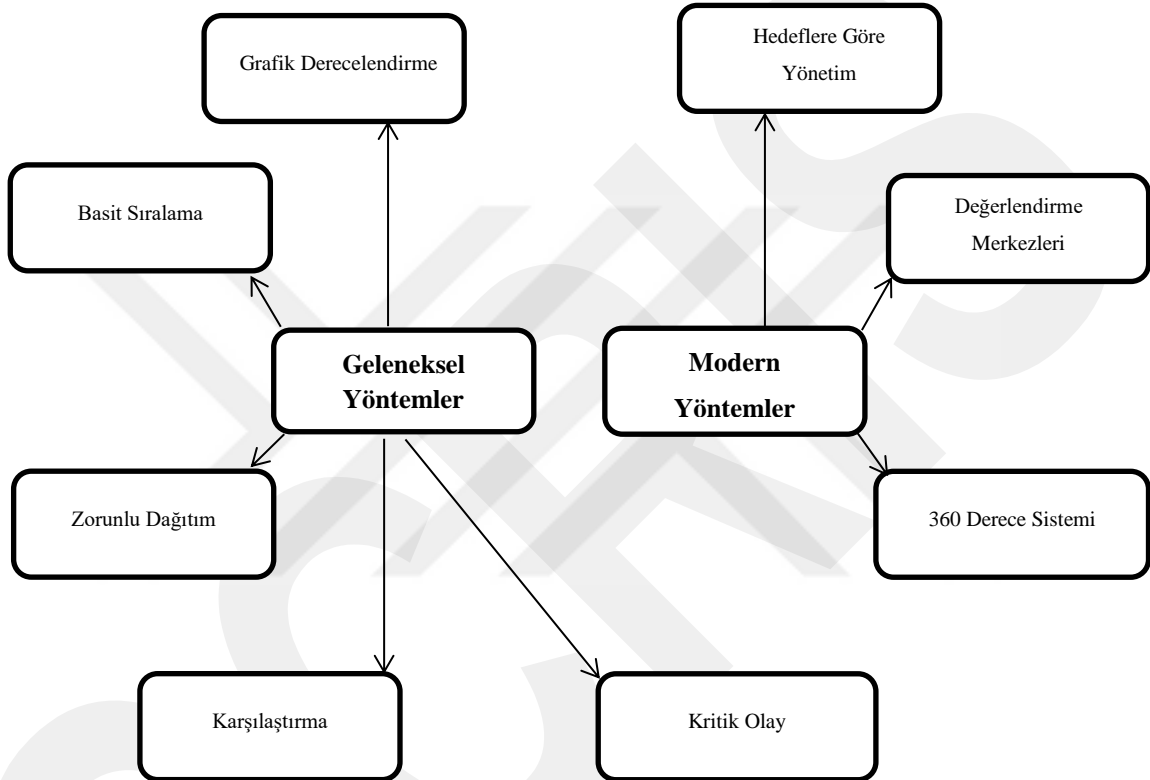 Grafik Derecelendirme
Hedeflere Göre
Yönetim
Basit Sıralama
Değerlendirme
Merkezleri
Geleneksel
Yöntemler
Modern
Yöntemler
Zorunlu Dağıtım
360 Derece Sistemi
Karşılaştırma
Kritik Olay